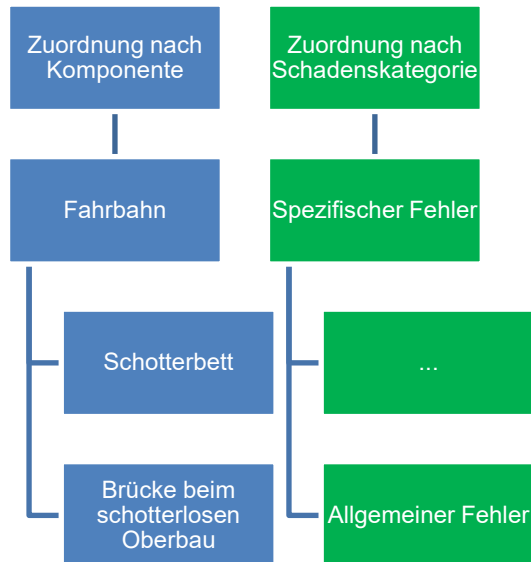 Zuordnung nach
Komponente
Zuordnung nach
Schadenskategorie
Fahrbahn
Spezifischer Fehler
Schotterbett
...
Brücke beim
schotterlosen
Oberbau
Allgemeiner Fehler